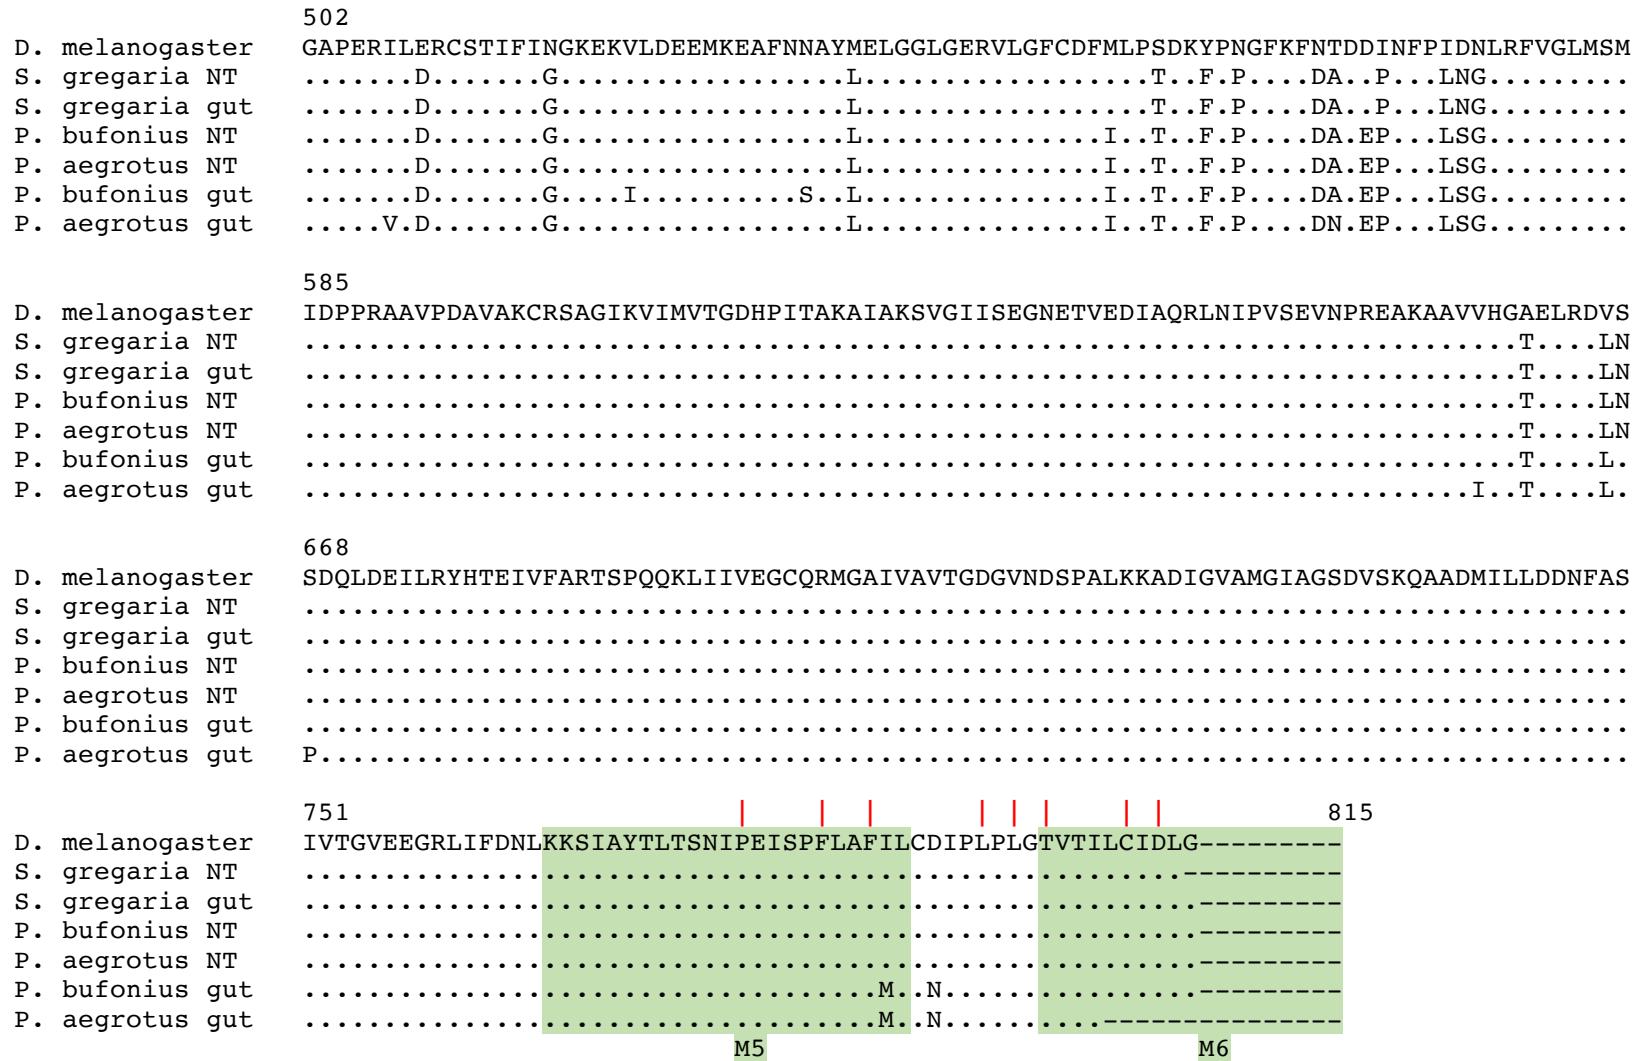 502
D. melanogaster GAPERILERCSTIFINGKEKVLDEEMKEAFNNAYMELGGLGERVLGFCDFMLPSDKYPNGFKFNTDDINFPIDNLRFVGLMSM
S. gregaria NT .......D.......G..................L..................T..F.P....DA..P...LNG.........
S. gregaria gut .......D.......G..................L..................T..F.P....DA..P...LNG.........
P. bufonius NT .......D.......G..................L...............I..T..F.P....DA.EP...LSG.........
P. aegrotus NT .......D.......G..................L...............I..T..F.P....DA.EP...LSG.........
P. bufonius gut .......D.......G....I..........S..L...............I..T..F.P....DA.EP...LSG.........
P. aegrotus gut .....V.D.......G..................L...............I..T..F.P....DN.EP...LSG.........
585
D. melanogaster IDPPRAAVPDAVAKCRSAGIKVIMVTGDHPITAKAIAKSVGIISEGNETVEDIAQRLNIPVSEVNPREAKAAVVHGAELRDVS
S. gregaria NT ............................................................................T....LN
S. gregaria gut ............................................................................T....LN
P. bufonius NT ............................................................................T....LN
P. aegrotus NT ............................................................................T....LN
P. bufonius gut ............................................................................T....L.
P. aegrotus gut .........................................................................I..T....L.
668
D. melanogaster SDQLDEILRYHTEIVFARTSPQQKLIIVEGCQRMGAIVAVTGDGVNDSPALKKADIGVAMGIAGSDVSKQAADMILLDDNFAS
S. gregaria NT ...................................................................................
S. gregaria gut ...................................................................................
P. bufonius NT ...................................................................................
P. aegrotus NT ...................................................................................
P. bufonius gut ...................................................................................
P. aegrotus gut P..................................................................................
751 | | | | | | | | 815
D. melanogaster IVTGVEEGRLIFDNLKKSIAYTLTSNIPEISPFLAFILCDIPLPLGTVTILCIDLG---------
S. gregaria NT .......................................................----------
S. gregaria gut ........................................................---------
P. bufonius NT ........................................................---------
P. aegrotus NT ........................................................---------
P. bufonius gut ....................................M..N................---------
P. aegrotus gut ....................................M..N..........---------------
M5 M6